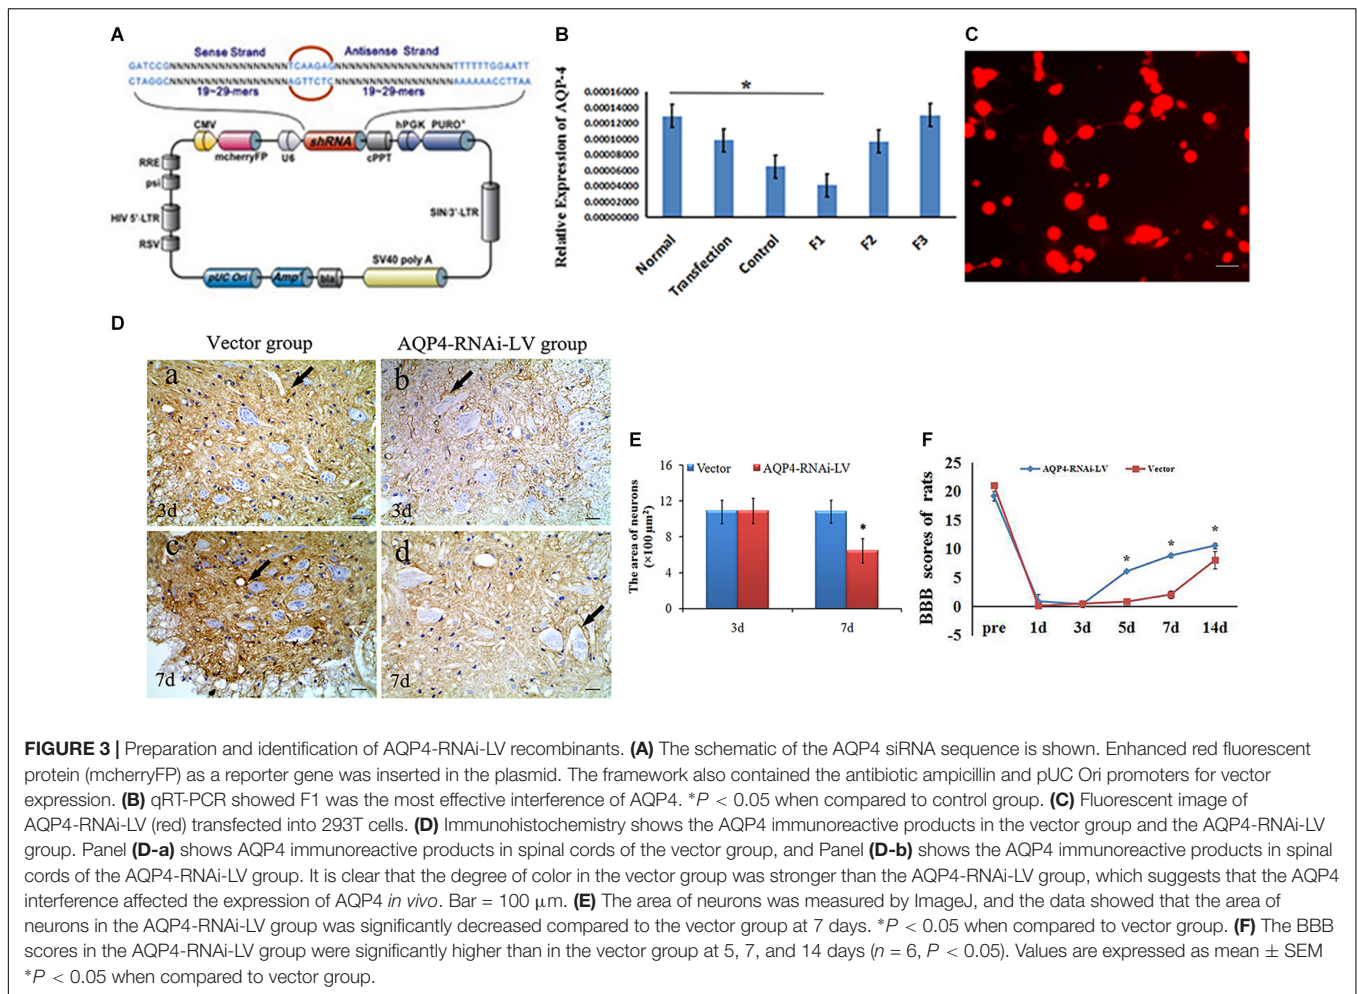 A
Sense Strand
Antisense Strand
GATCCGNNNNNNNNNNNNNNNNNNTCAAGAGNNNNNNNNNNNNNNNNNNTTTTTTGGAATT
CTAGGCNNNNNNNNNNNNNNNNNNAGTTCTCNNNNNNNNNNNNNNNNNNAAAAAACCTTAA
19~29-mers
19~29-mers
CMV
mcherryFP
U6
shRNA
cPPT
hPGK
PURO+
RRE
psi
HIV 5'-LTR
RSV
SIN/3'-LTR
SV40 poly A
pUC Ori
Amp+
bla
B
Relative Expression of AQP-4
0.00016000
0.00014000
0.00012000
0.00010000
0.00008000
0.00006000
0.00004000
0.00002000
0.00000000
*
Normal
Transfection
Control
F1
F2
F3
C
D
Vector group
AQP4-RNAi-LV group
a
3d
b
3d
c
7d
d
7d
E
The area of neurons
(×100 μm²)
16
12
8
4
0
Vector
AQP4-RNAi-LV
*
3d
7d
F
BBB scores of rats
25
20
15
10
5
0
-5
AQP4-RNAi-LV
Vector
*
*
*
pre
1d
3d
5d
7d
14d
FIGURE 3 | Preparation and identification of AQP4-RNAi-LV recombinants. (A) The schematic of the AQP4 siRNA sequence is shown. Enhanced red fluorescent
protein (mcherryFP) as a reporter gene was inserted in the plasmid. The framework also contained the antibiotic ampicillin and pUC Ori promoters for vector
expression. (B) qRT-PCR showed F1 was the most effective interference of AQP4. *P < 0.05 when compared to control group. (C) Fluorescent image of
AQP4-RNAi-LV (red) transfected into 293T cells. (D) Immunohistochemistry shows the AQP4 immunoreactive products in the vector group and the AQP4-RNAi-LV
group. Panel (D-a) shows AQP4 immunoreactive products in spinal cords of the vector group, and Panel (D-b) shows the AQP4 immunoreactive products in spinal
cords of the AQP4-RNAi-LV group. It is clear that the degree of color in the vector group was stronger than the AQP4-RNAi-LV group, which suggests that the AQP4
interference affected the expression of AQP4 in vivo. Bar = 100 μm. (E) The area of neurons was measured by ImageJ, and the data showed that the area of
neurons in the AQP4-RNAi-LV group was significantly decreased compared to the vector group at 7 days. *P < 0.05 when compared to vector group. (F) The BBB
scores in the AQP4-RNAi-LV group were significantly higher than in the vector group at 5, 7, and 14 days (n = 6, P < 0.05). Values are expressed as mean ± SEM
*P < 0.05 when compared to vector group.